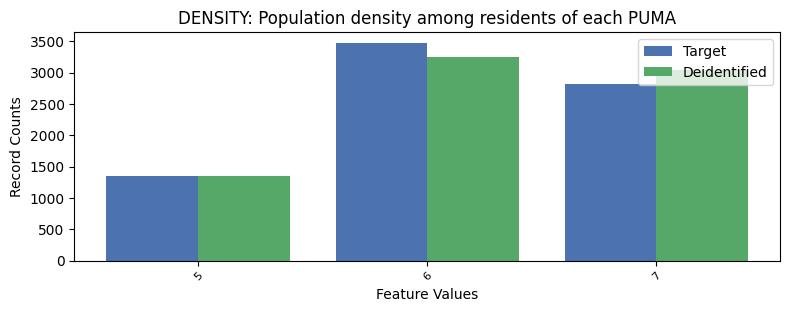 DENSITY: Population density among residents of each PUMA
Target
Deidentified
Record Counts
3500
3000
2500
2000
1500
1000
500
0
5
6
7
Feature Values